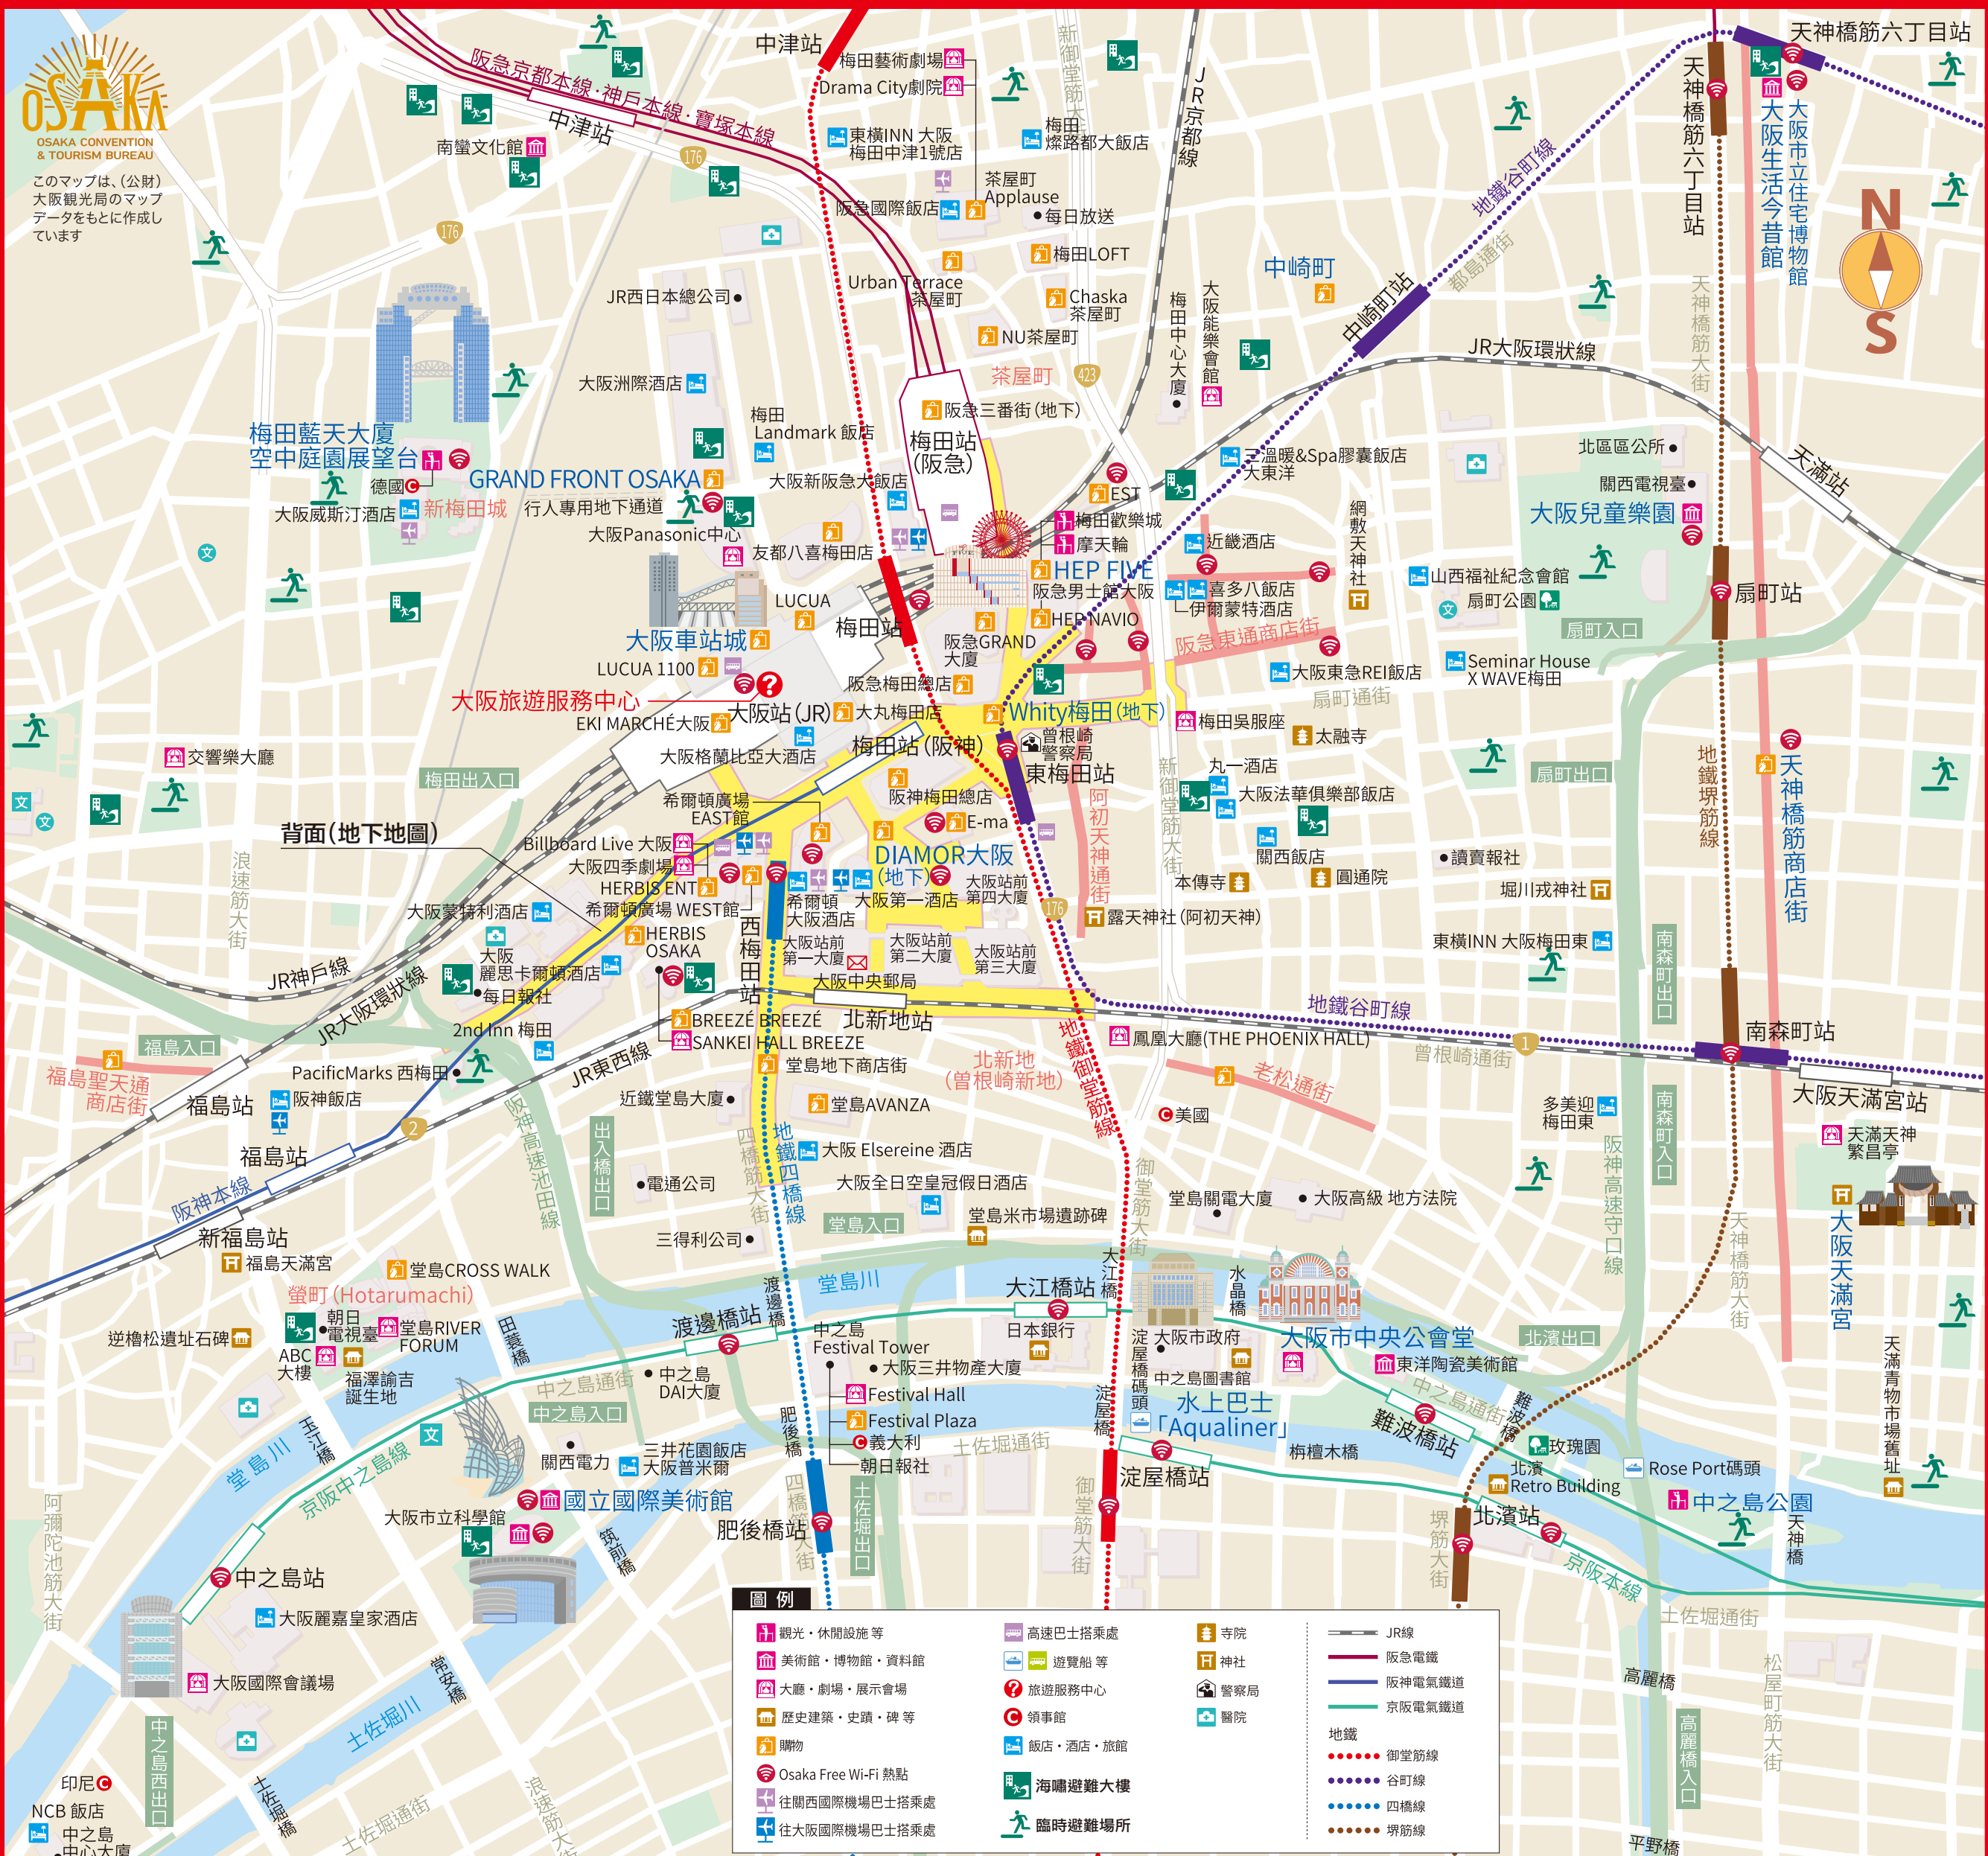 OSAKA
OSAKA CONVENTION
& TOURISM BUREAU
このマップは、(公財)
大阪観光局のマップ
データをもとに作成し
ています
阪急京都本線・神戶本線・寶塚本線
中津站
中津站
南蠻文化館
176
176
梅田藝術劇場
Drama City劇院
東橫INN 大阪
梅田中津1號店
梅田
燦路都大飯店
新御堂筋大街
JR京都線
茶屋町
Applause
阪急國際飯店
每日放送
梅田LOFT
Urban Terrace
茶屋町
Chaska
茶屋町
NU茶屋町
茶屋町
423
JR西日本總公司
大阪洲際酒店
梅田
Landmark 飯店
阪急三番街(地下)
梅田站
(阪急)
梅田中心大廈
大阪能樂會館
中崎町
中崎町站
地鐵谷町線
都島通街
JR大阪環狀線
天神橋筋六丁目站
天神橋筋六丁目站
大阪生活今昔館
大阪市立住宅博物館
天神橋筋大街
N
S
天滿站
北區區公所
關西電視臺
大阪兒童樂園
梅田藍天大廈
空中庭園展望台
德國
大阪威斯汀酒店
新梅田城
GRAND FRONT OSAKA
行人專用地下通道
大阪Panasonic中心
大阪新阪急大飯店
友都八喜梅田店
三溫暖&Spa膠囊飯店
大東洋
EST
梅田歡樂城
摩天輪
HEP FIVE
阪急男士館大阪
HEP NAVIO
近畿酒店
喜多八飯店
伊爾蒙特酒店
網敷天神社
山西福祉紀念會館
扇町公園
扇町入口
扇町站
LUCUA
大阪車站城
LUCUA 1100
梅田站
阪急GRAND
大廈
阪急東通商店街
大阪東急REI飯店
扇町通街
Seminar House
X WAVE梅田
大阪旅遊服務中心
EKI MARCHÉ大阪
大阪站(JR)
阪急梅田總店
大丸梅田店
大阪格蘭比亞大酒店
梅田站(阪神)
Whity梅田(地下)
曾根崎
警察局
東梅田站
梅田吳服座
太融寺
扇町出口
地鐵堺筋線
天神橋筋商店街
交響樂大廳
梅田出入口
背面(地下地圖)
希爾頓廣場
EAST館
阪神梅田總店
E-ma
Billboard Live 大阪
大阪四季劇場
HERBIS ENT
希爾頓廣場 WEST館
DIAMOR大阪
(地下)
希爾頓
大阪酒店
大阪第一酒店
大阪站前
第四大廈
阿初天神通街
新御堂筋大街
丸一酒店
大阪法華俱樂部飯店
關西飯店
讀賣報社
本傳寺
圓通院
堀川戎神社
露天神社(阿初天神)
176
東橫INN 大阪梅田東
浪速筋大街
大阪蒙特利酒店
大阪
麗思卡爾頓酒店
每日報社
2nd Inn 梅田
HERBIS
OSAKA
西梅田站
大阪站前
第一大廈
大阪站前
第二大廈
大阪站前
第三大廈
大阪中央郵局
北新地站
BREEZÉ BREEZÉ
SANKEI HALL BREEZE
堂島地下商店街
JR神戶線
JR大阪環狀線
JR東西線
地鐵谷町線
曾根崎通街
1
南森町站
南森町出口
南森町入口
大阪天滿宮站
福島入口
福島聖天通
商店街
福島站
PacificMarks 西梅田
阪神飯店
2
福島站
阪神本線
新福島站
福島天滿宮
近鐵堂島大廈
堂島AVANZA
北新地
(曾根崎新地)
地鐵御堂筋線
鳳凰大廳(THE PHOENIX HALL)
老松通街
美國
多美迎
梅田東
天滿天神
繁昌亭
大阪天滿宮
阪神高速池田線
出入橋出口
四橋筋大街
地鐵四橋線
大阪 Elsereine 酒店
電通公司
三得利公司
大阪全日空皇冠假日酒店
堂島入口
堂島米市場遺跡碑
御堂筋大街
堂島關電大廈
大阪高級 地方法院
阪神高速守口線
天神橋筋大街
堂島CROSS WALK
螢町(Hotarumachi)
逆櫓松遺址石碑
朝日
電視臺
堂島RIVER
FORUM
ABC
大樓
福澤諭吉
誕生地
田蓑橋
渡邊橋站
渡邊橋
堂島川
大江橋站
大江橋
水晶橋
日本銀行
淀屋橋碼頭
大阪市政府
中之島圖書館
大阪市中央公會堂
東洋陶瓷美術館
北濱出口
天滿青物市場舊址
中之島
Festival Tower
大阪三井物產大廈
Festival Hall
Festival Plaza
義大利
朝日報社
中之島
DAI大廈
中之島通街
中之島入口
水上巴士
「Aqualiner」
中之島通街
難波橋站
難波橋
栴檀木橋
玫瑰園
北濱
Retro Building
Rose Port碼頭
中之島公園
天神橋
堂島川
玉江橋
京阪中之島線
關西電力
三井花園飯店
大阪普米爾
國立國際美術館
大阪市立科學館
肥後橋
四橋筋大街
肥後橋站
土佐堀出口
土佐堀通街
淀屋橋
御堂筋大街
淀屋橋站
堺筋大街
北濱站
京阪本線
土佐堀通街
阿彌陀池筋大街
中之島站
大阪麗嘉皇家酒店
大阪國際會議場
筑前橋
常安橋
土佐堀川
土佐堀橋
浪速筋大街
土佐堀通街
中之島西出口
印尼
NCB 飯店
中之島
中心大廈
高麗橋
高麗橋入口
松屋町筋大街
平野橋
圖例
觀光・休閒設施 等
美術館・博物館・資料館
大廳・劇場・展示會場
歷史建築・史蹟・碑 等
購物
Osaka Free Wi-Fi 熱點
往關西國際機場巴士搭乘處
往大阪國際機場巴士搭乘處
高速巴士搭乘處
遊覽船 等
旅遊服務中心
領事館
飯店・酒店・旅館
海嘯避難大樓
臨時避難場所
寺院
神社
警察局
醫院
JR線
阪急電鐵
阪神電氣鐵道
京阪電氣鐵道
地鐵
御堂筋線
谷町線
四橋線
堺筋線